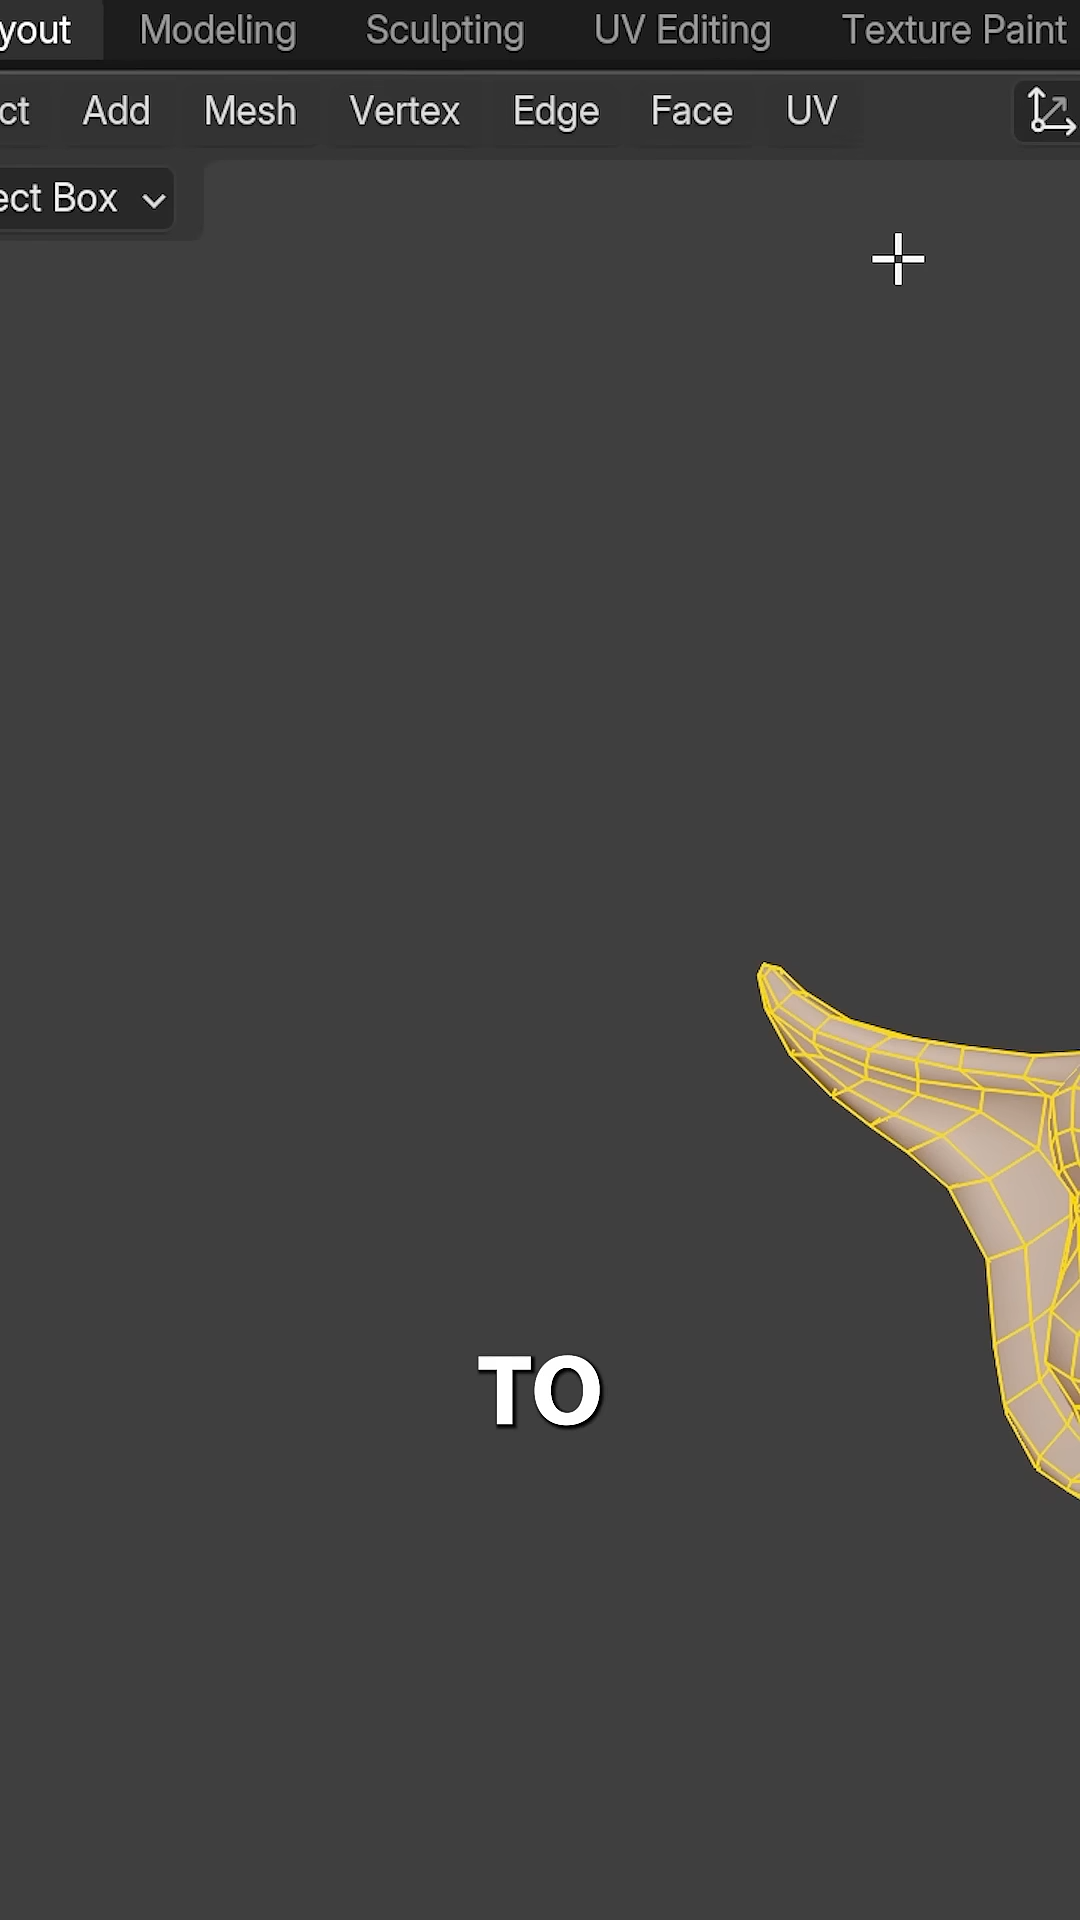 yout Modeling Sculpting UV Editing Texture Paint
ct Add Mesh Vertex Edge Face UV
ect Box
TO